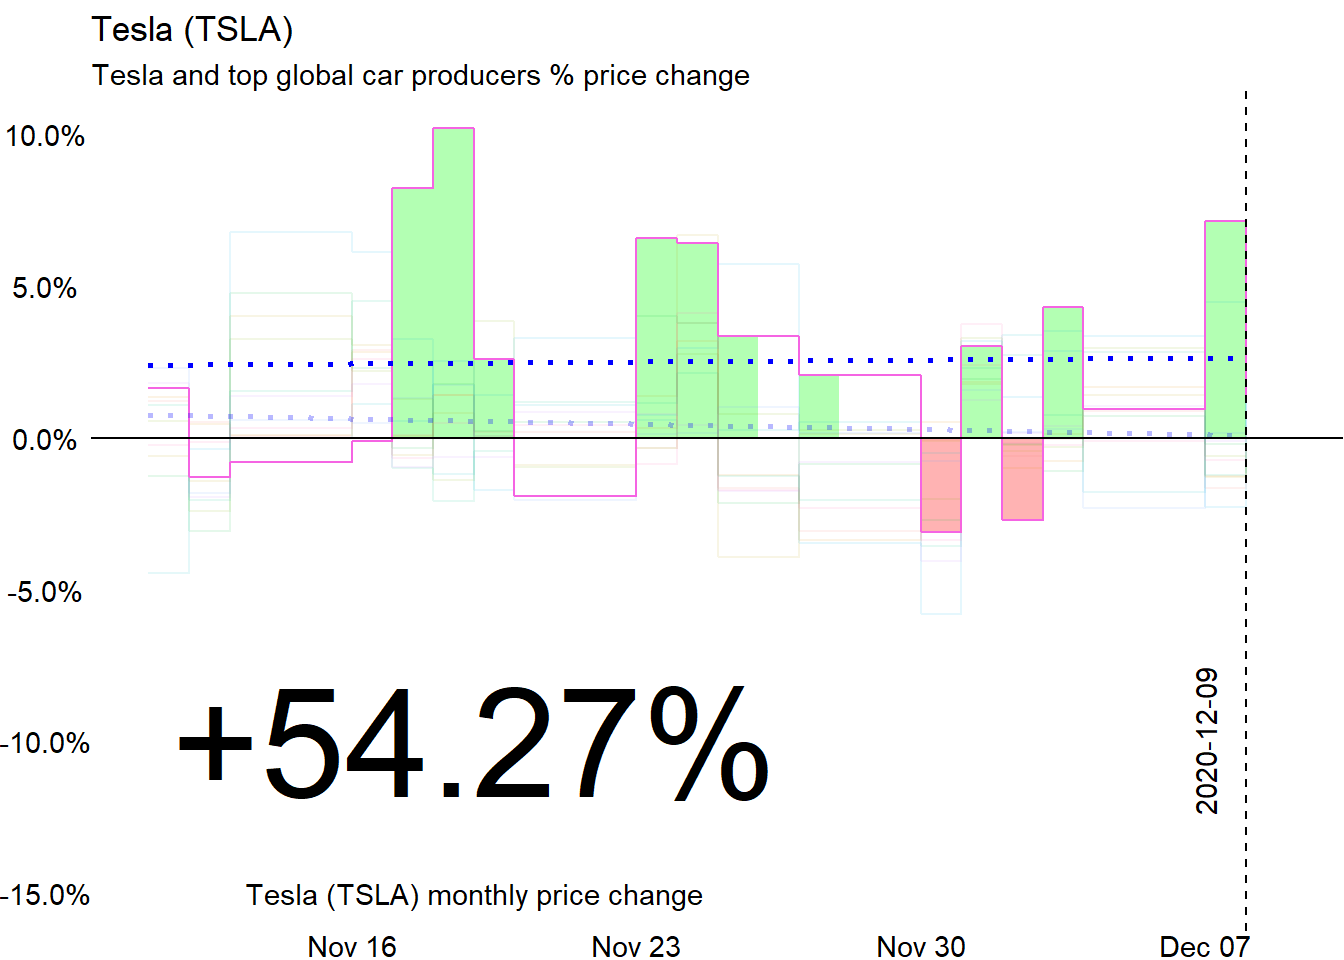 Tesla (TSLA)
Tesla and top global car producers % price change
10.0%
5.0%
0.0%
-5.0%
-10.0%
-15.0%
+54.27%
Tesla (TSLA) monthly price change
2020-12-09
Nov 16
Nov 23
Nov 30
Dec 07